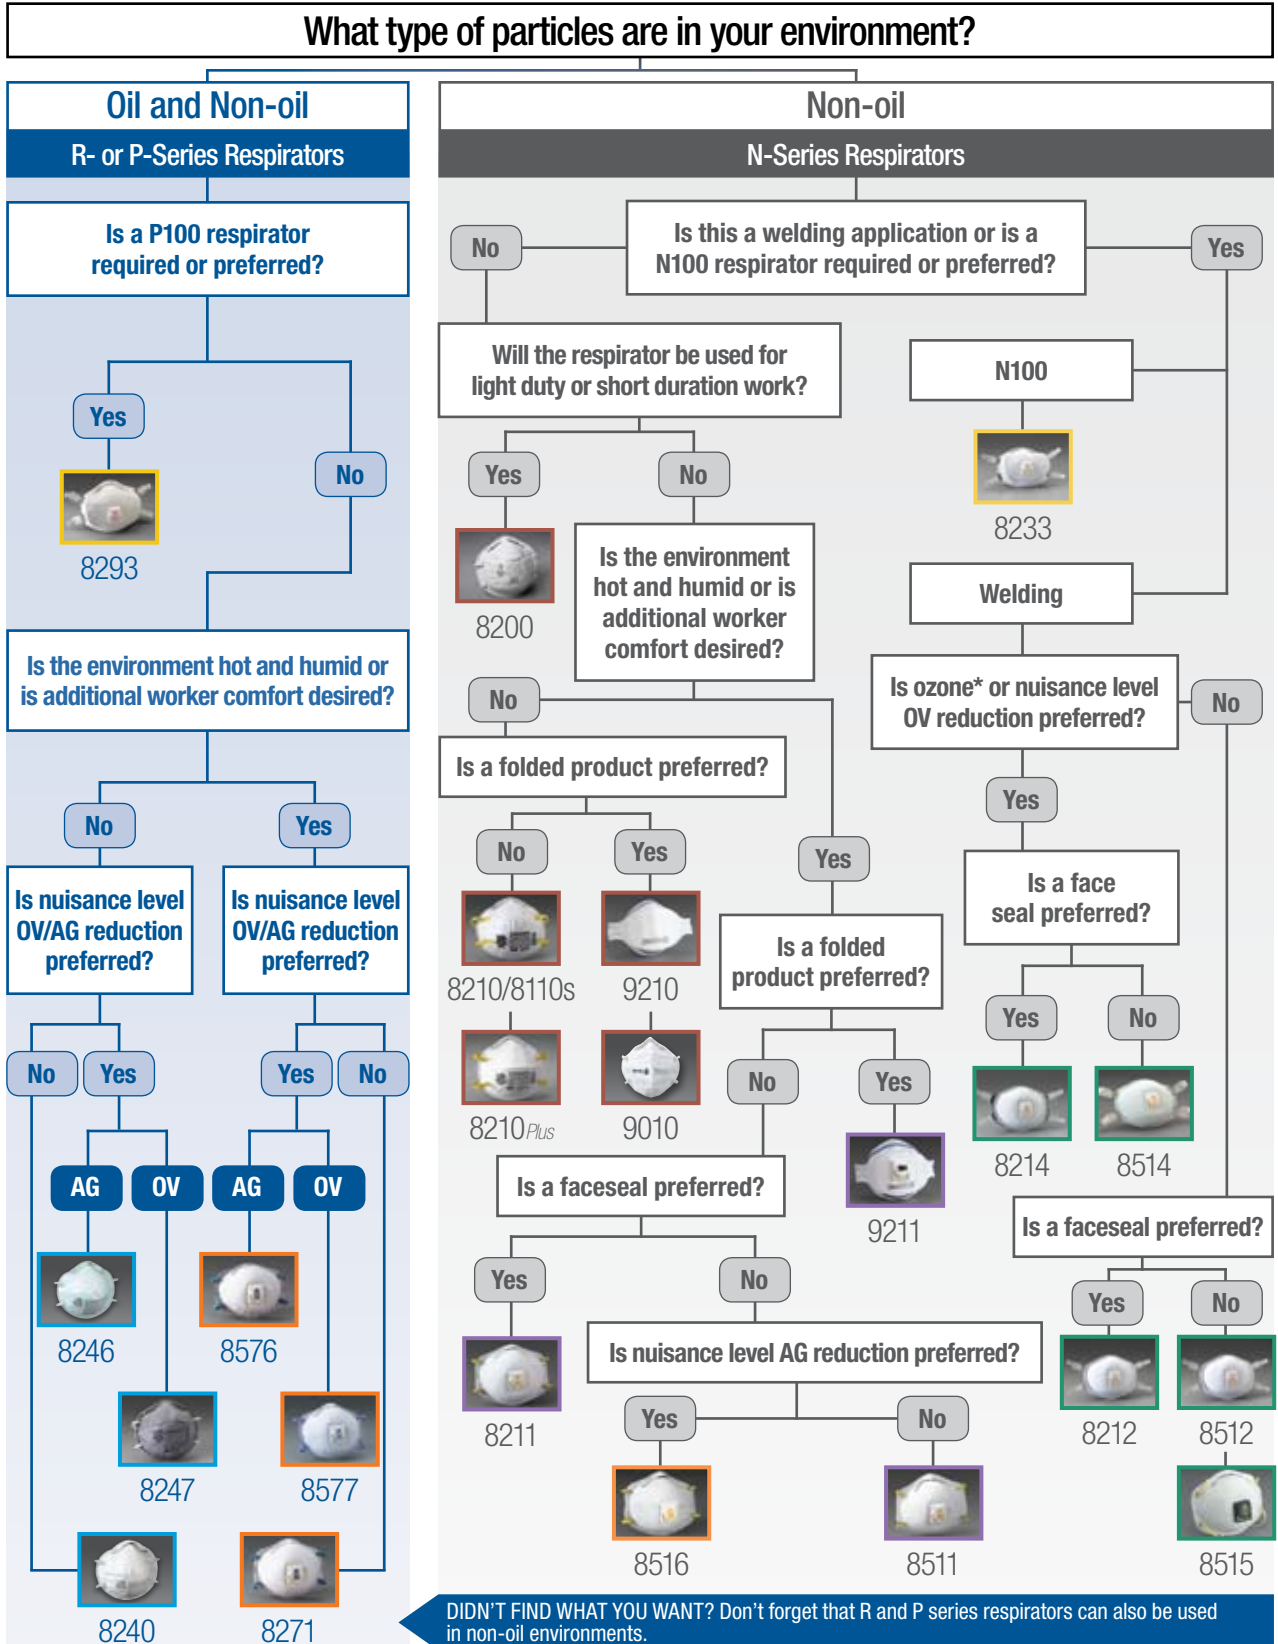 What type of particles are in your environment?
Oil and Non-oil
R- or P-Series Respirators
Is a P100 respirator
required or preferred?
Yes
8293
No
Is the environment hot and humid or
is additional worker comfort desired?
No
Yes
Is nuisance level
OV/AG reduction
preferred?
Is nuisance level
OV/AG reduction
preferred?
No
Yes
Yes
No
AG
OV
AG
OV
8246
8576
8247
8577
8240
8271
Non-oil
N-Series Respirators
Is this a welding application or is a
N100 respirator required or preferred?
No
Yes
Will the respirator be used for
light duty or short duration work?
Yes
8200
No
Is the environment
hot and humid or is
additional worker
comfort desired?
No
Is a folded product preferred?
No
Yes
8210/8110s
9210
8210 Plus
9010
Yes
Is a folded
product preferred?
No
Yes
9211
Is a faceseal preferred?
Yes
No
8211
Is nuisance level AG reduction preferred?
Yes
No
8516
8511
N100
8233
Welding
Is ozone* or nuisance level
OV reduction preferred?
No
Yes
Is a face
seal preferred?
Yes
No
8214
8514
Is a faceseal preferred?
Yes
No
8212
8512
8515
DIDN'T FIND WHAT YOU WANT? Don't forget that R and P series respirators can also be used
in non-oil environments.